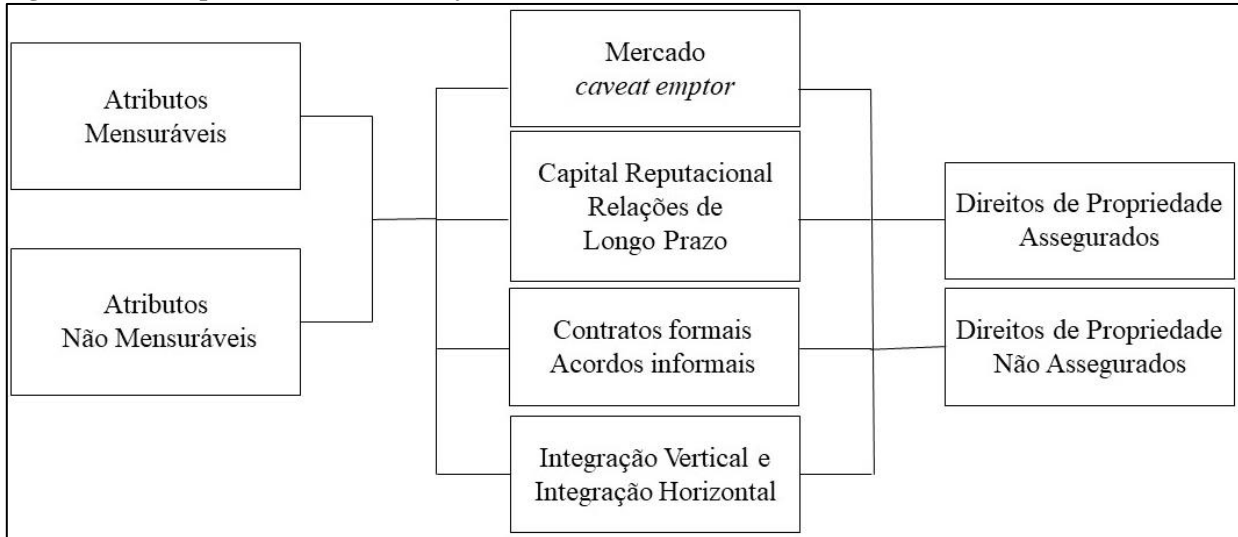 Atributos
Mensuráveis
Atributos
Não Mensuráveis
Mercado
caveat emptor
Capital Reputacional
Relações de
Longo Prazo
Contratos formais
Acordos informais
Integração Vertical e
Integração Horizontal
Direitos de Propriedade
Assegurados
Direitos de Propriedade
Não Assegurados